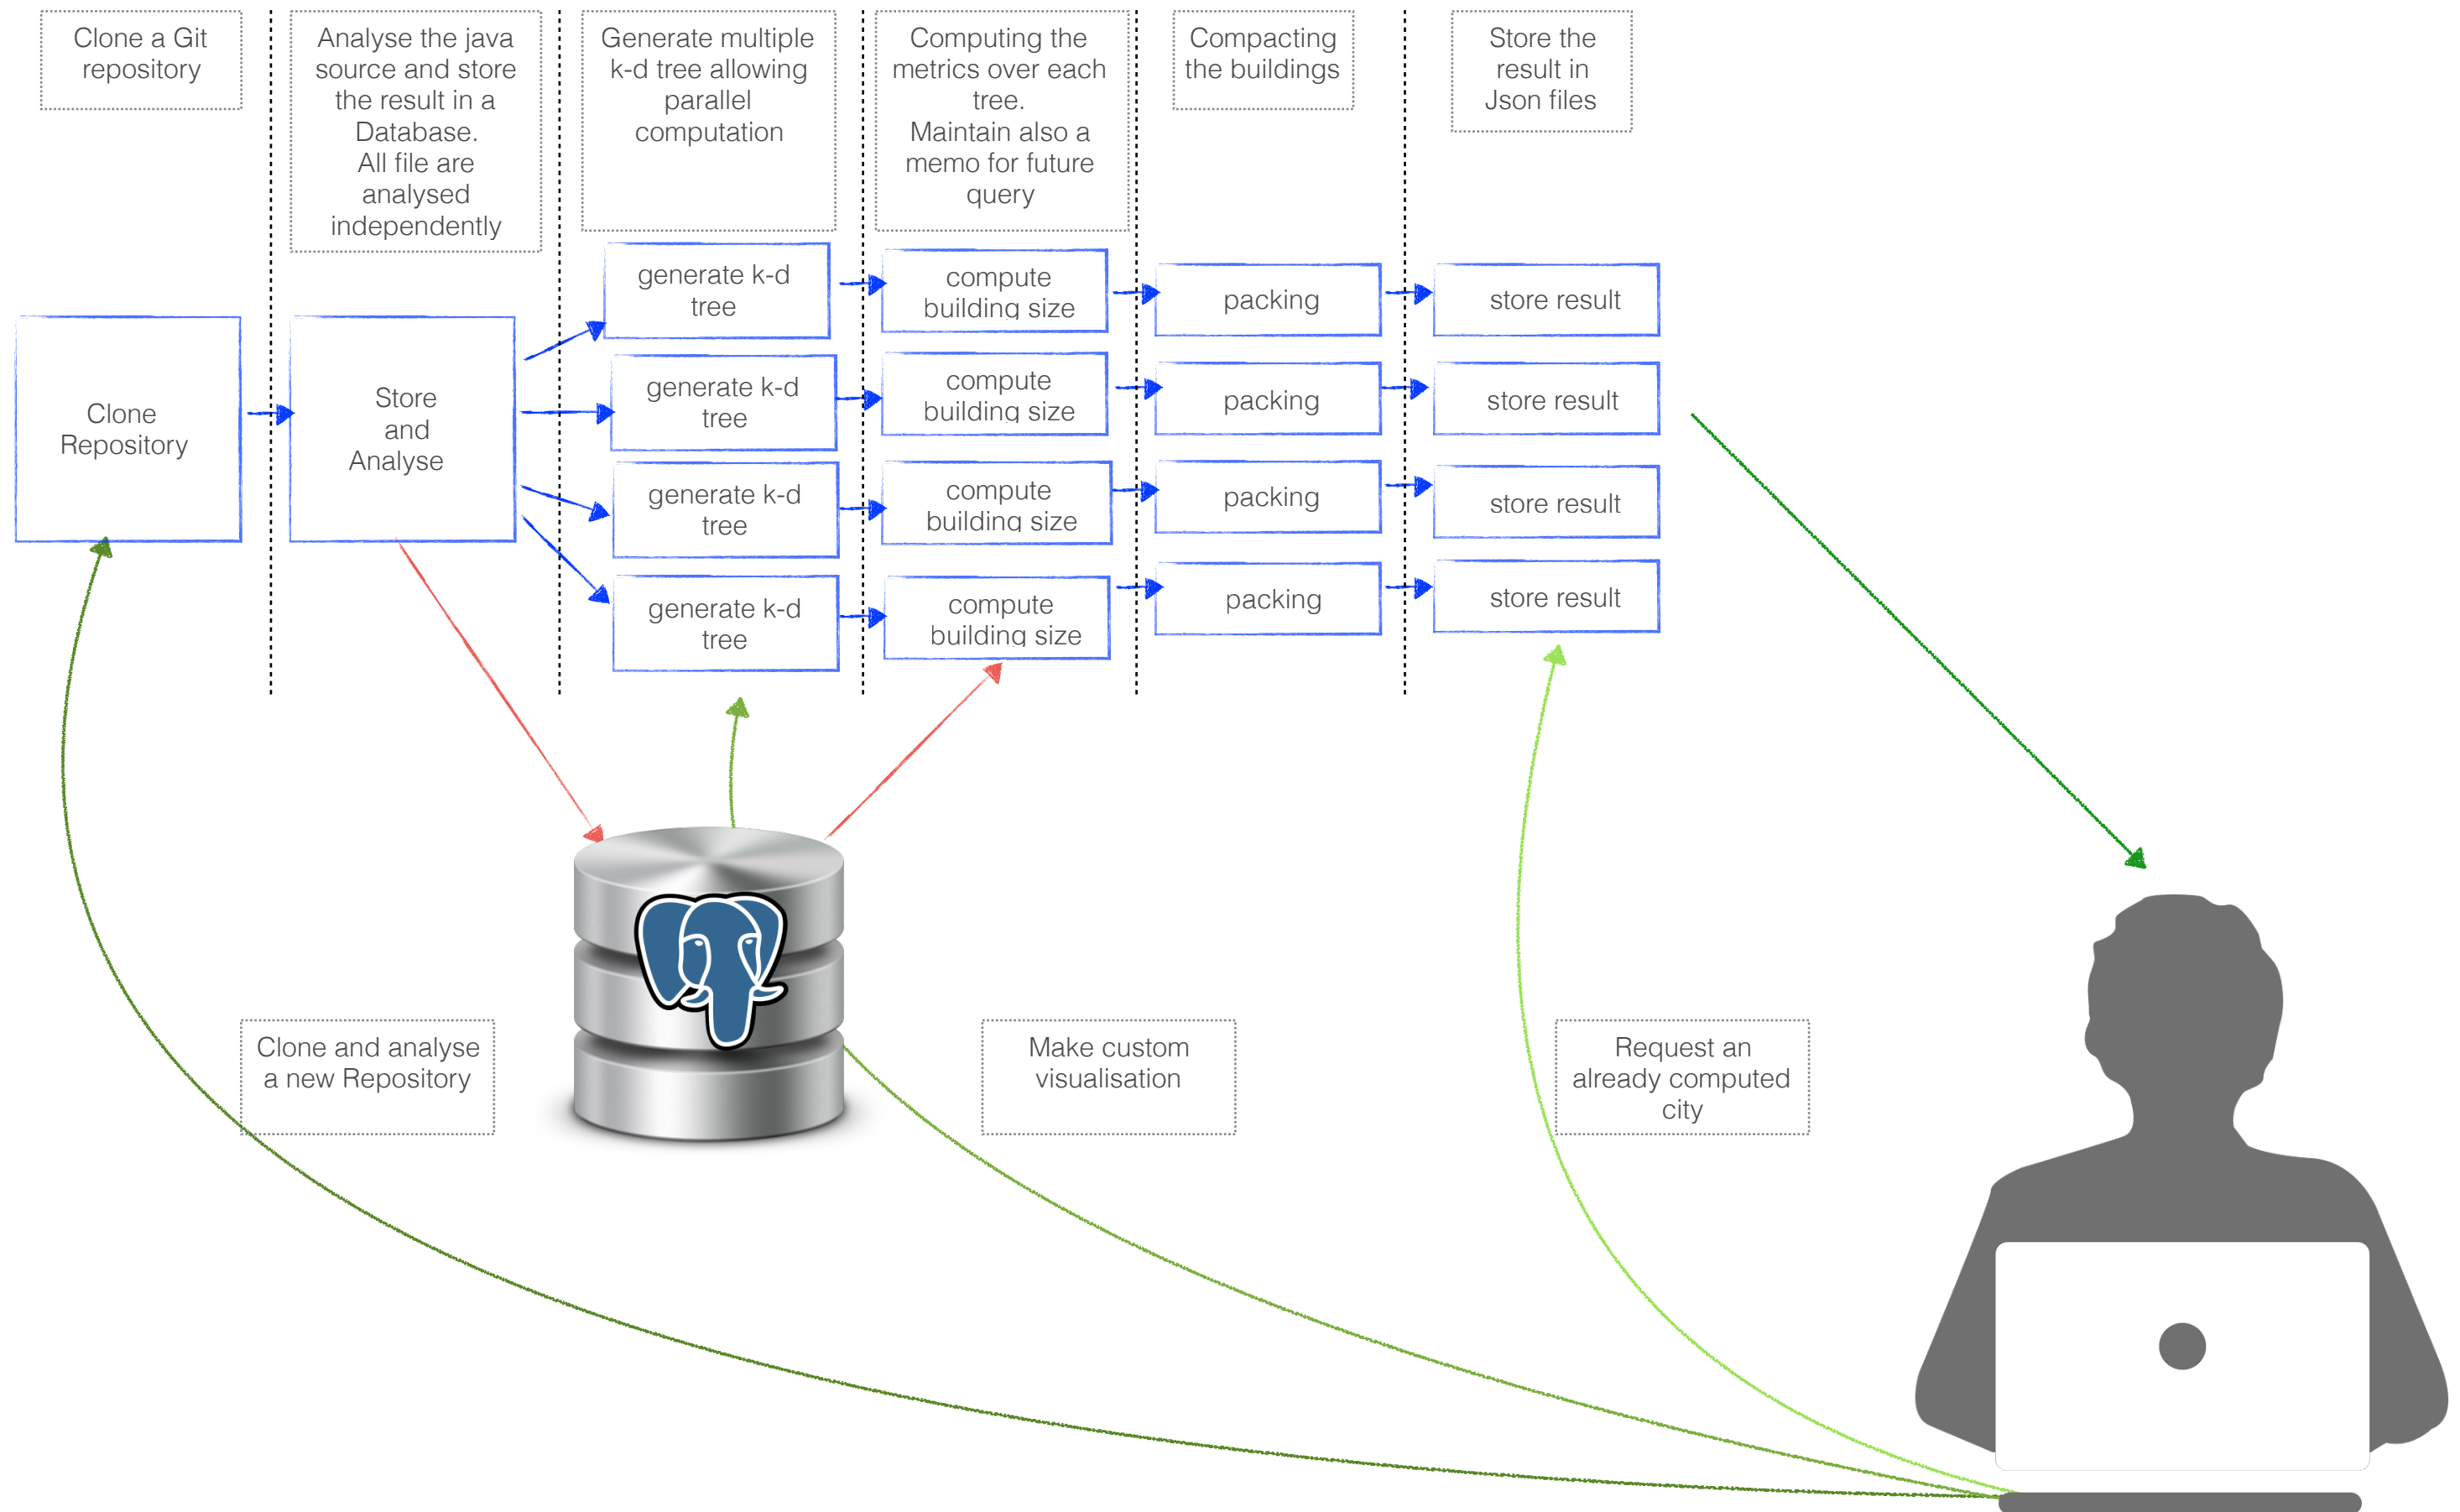 Clone a Git
repository
Analyse the java
source and store
the result in a
Database.
All file are
analysed
independently
Generate multiple
k-d tree allowing
parallel
computation
Computing the
metrics over each
tree.
Maintain also a
memo for future
query
Compacting
the buildings
Store the
result in
Json files
Clone
Repository
Store
and
Analyse
generate k-d
tree
compute
building size
packing
store result
generate k-d
tree
compute
building size
packing
store result
generate k-d
tree
compute
building size
packing
store result
generate k-d
tree
compute
building size
packing
store result
Clone and analyse
a new Repository
Make custom
visualisation
Request an
already computed
city